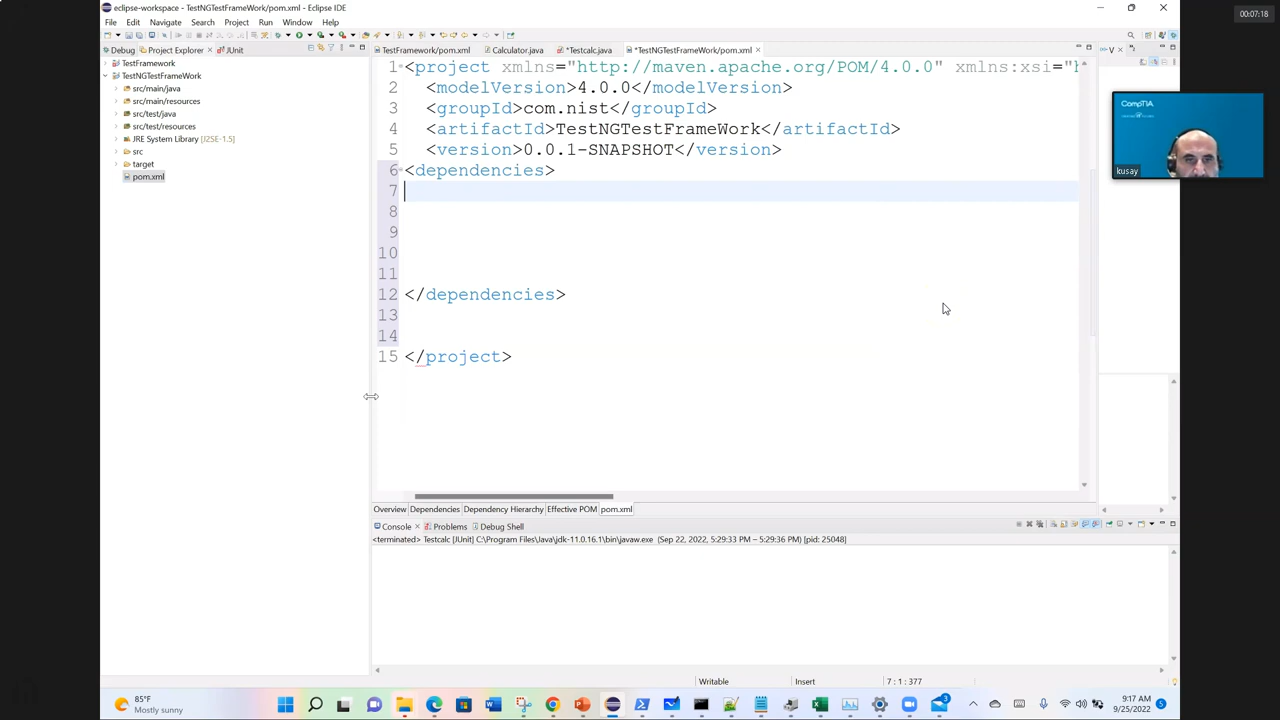 eclipse-workspace - TestNGTestFrameWork/pom.xml - Eclipse IDE
00:07:18
File Edit Navigate Search Project Run Window Help
Debug Project Explorer JUnit
TestFramework/pom.xml Calculator.java *Testcalc.java *TestNGTestFrameWork/pom.xml
V
TestFramework
TestNGTestFrameWork
src/main/java
src/main/resources
src/test/java
src/test/resources
JRE System Library [J2SE-1.5]
src
target
pom.xml
1 <project xmlns="http://maven.apache.org/POM/4.0.0" xmlns:xsi="h
2 <modelVersion>4.0.0</modelVersion>
3 <groupId>com.nist</groupId>
4 <artifactId>TestNGTestFrameWork</artifactId>
5 <version>0.0.1-SNAPSHOT</version>
6 <dependencies>
7
8
9
10
11
12 </dependencies>
13
14
15 </project>
CompTIA
kusay
Overview Dependencies Dependency Hierarchy Effective POM pom.xml
Console Problems Debug Shell
<terminated> Testcalc [JUnit] C:\Program Files\Java\jdk-11.0.16.1\bin\javaw.exe (Sep 22, 2022, 5:29:33 PM – 5:29:36 PM) [pid: 25048]
Writable Insert 7 : 1 : 377
85°F
Mostly sunny
3
9:17 AM
9/25/2022
5